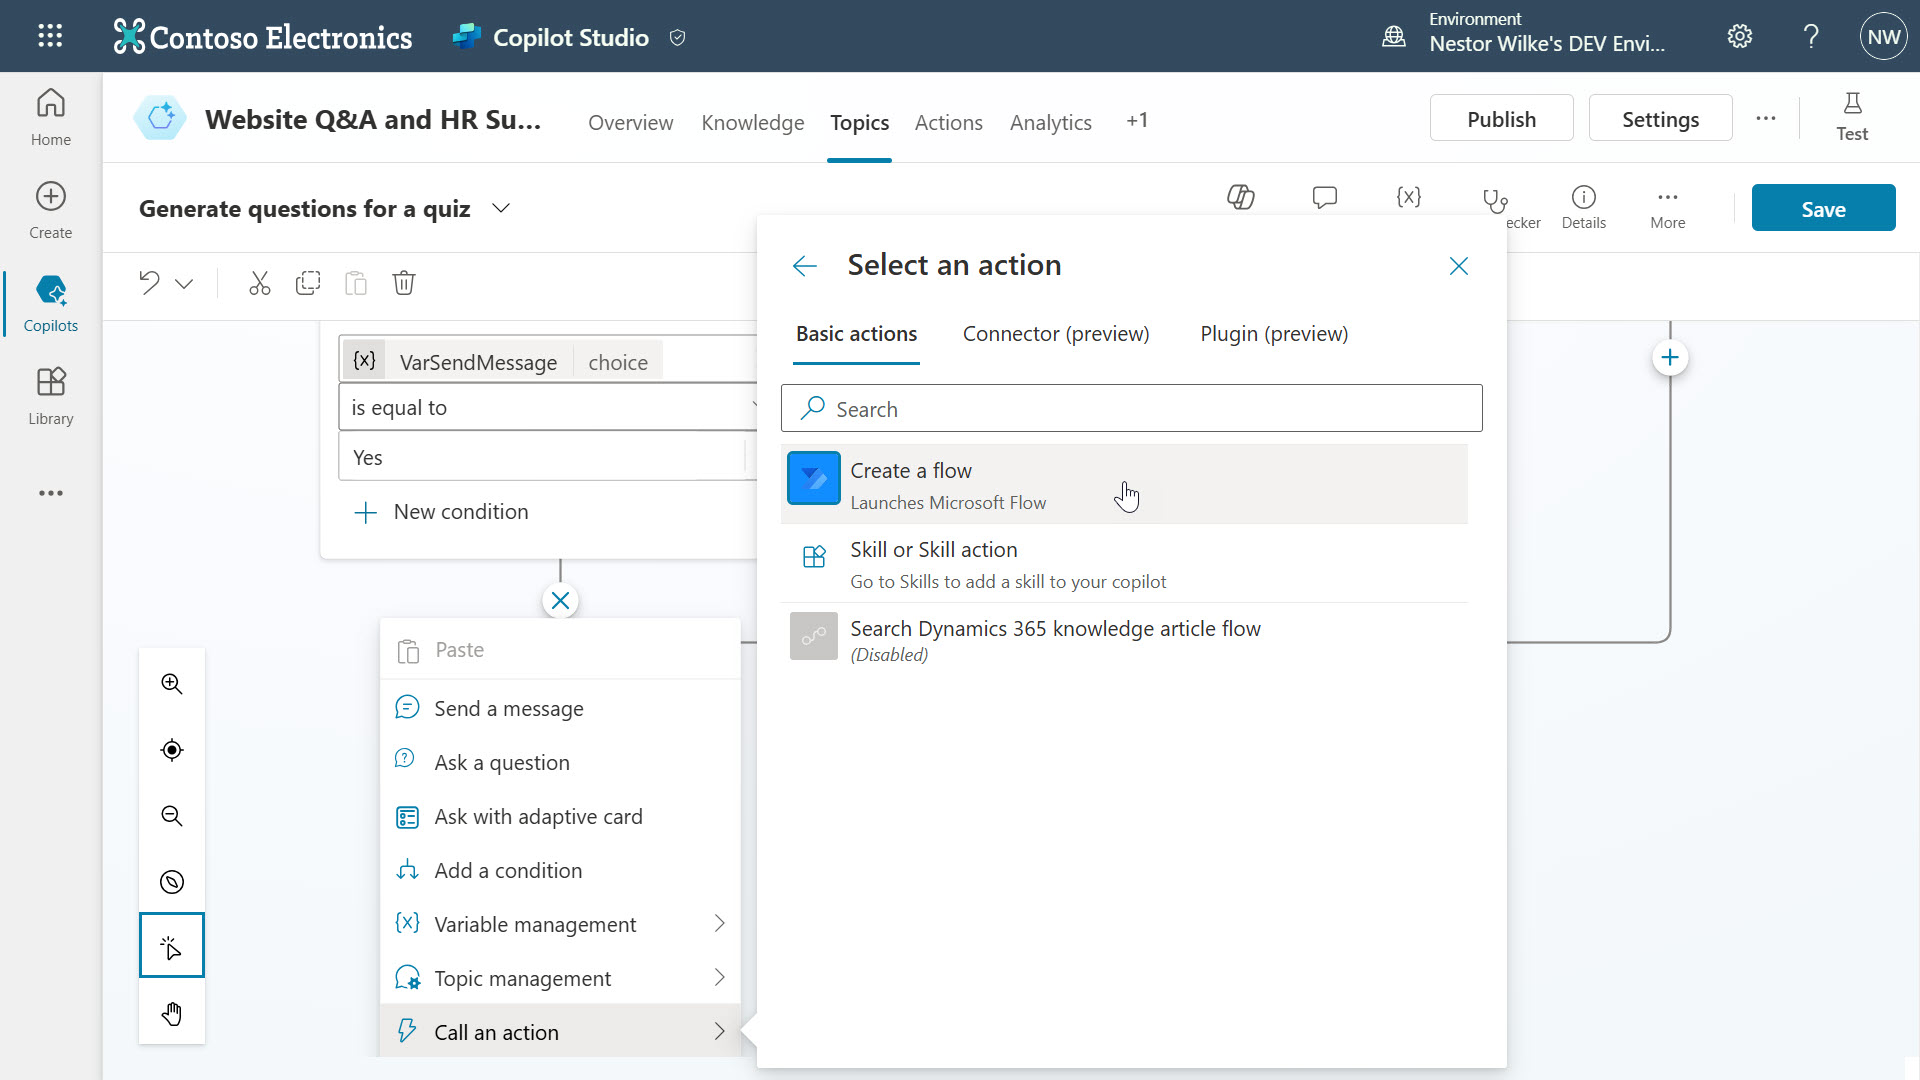 Contoso Electronics
Copilot Studio
Environment
Nestor Wilke's DEV Envi...
NW
Home
Create
Copilots
Library
Website Q&A and HR Su...
Overview
Knowledge
Topics
Actions
Analytics
+1
Publish
Settings
Test
Generate questions for a quiz
{x}
ecker
Details
More
Save
{x} VarSendMessage choice
is equal to
Yes
New condition
Paste
Send a message
Ask a question
Ask with adaptive card
Add a condition
{x} Variable management
Topic management
Call an action
Select an action
Basic actions
Connector (preview)
Plugin (preview)
Search
Create a flow
Launches Microsoft Flow
Skill or Skill action
Go to Skills to add a skill to your copilot
Search Dynamics 365 knowledge article flow
(Disabled)